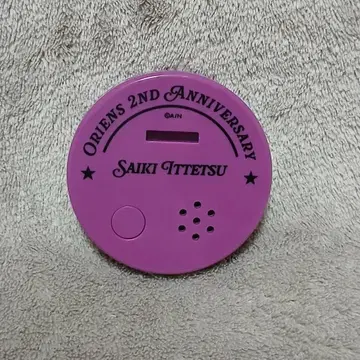 ORIENS 2ND ANNIVERSARY
©A/N
SAIKI ITTETSU